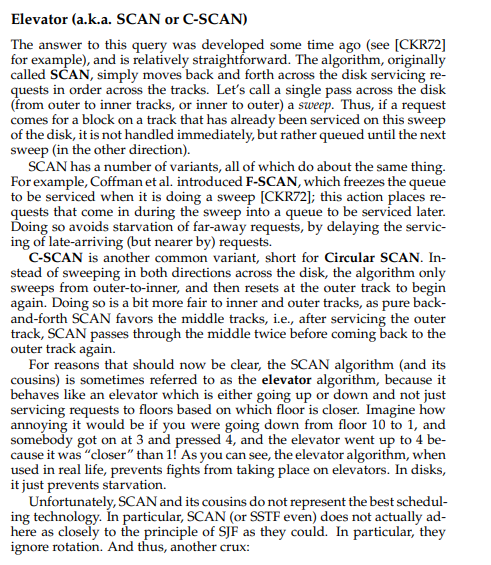 Elevator (a.k.a. SCAN or C-SCAN)
The answer to this query was developed some time ago (see [CKR72]
for example), and is relatively straightforward. The algorithm, originally
called SCAN, simply moves back and forth across the disk servicing re-
quests in order across the tracks. Let's call a single pass across the disk
(from outer to inner tracks, or inner to outer) a sweep. Thus, if a request
comes for a block on a track that has already been serviced on this sweep
of the disk, it is not handled immediately, but rather queued until the next
sweep (in the other direction).
SCAN has a number of variants, all of which do about the same thing.
For example, Coffman et al. introduced F-SCAN, which freezes the queue
to be serviced when it is doing a sweep [CKR72]; this action places re-
quests that come in during the sweep into a queue to be serviced later.
Doing so avoids starvation of far-away requests, by delaying the servic-
ing of late-arriving (but nearer by) requests.
C-SCAN is another common variant, short for Circular SCAN. In-
stead of sweeping in both directions across the disk, the algorithm only
sweeps from outer-to-inner, and then resets at the outer track to begin
again. Doing so is a bit more fair to inner and outer tracks, as pure back-
and-forth SCAN favors the middle tracks, i.e., after servicing the outer
track, SCAN passes through the middle twice before coming back to the
outer track again.
For reasons that should now be clear, the SCAN algorithm (and its
cousins) is sometimes referred to as the elevator algorithm, because it
behaves like an elevator which is either going up or down and not just
servicing requests to floors based on which floor is closer. Imagine how
annoying it would be if you were going down from floor 10 to 1, and
somebody got on at 3 and pressed 4, and the elevator went up to 4 be-
cause it was "closer" than 1! As you can see, the elevator algorithm, when
used in real life, prevents fights from taking place on elevators. In disks,
it just prevents starvation.
Unfortunately, SCAN and its cousins do not represent the best schedul-
ing technology. In particular, SCAN (or SSTF even) does not actually ad-
here as closely to the principle of SJF as they could. In particular, they
ignore rotation. And thus, another crux: